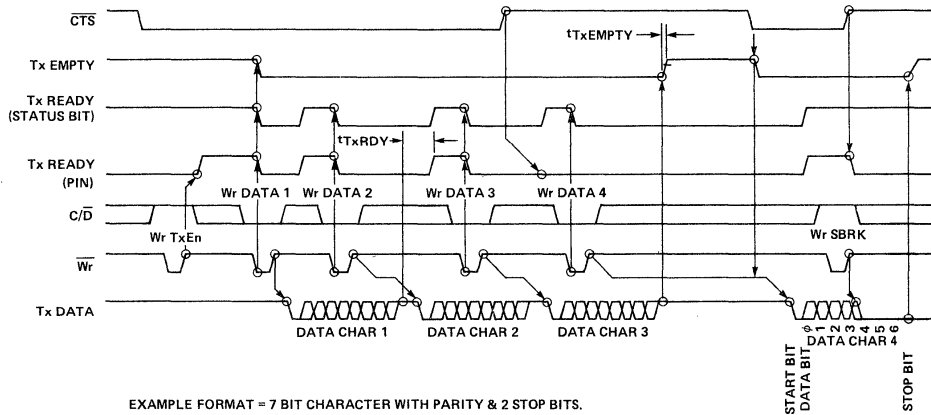 CTS
tTxEMPTY
Tx EMPTY
Tx READY
(STATUS BIT)
tTxRDY
Tx READY
(PIN)
Wr DATA 1 Wr DATA 2 Wr DATA 3 Wr DATA 4
C/D
Wr TxEn
Wr SBRK
Wr
Tx DATA
DATA CHAR 1
DATA CHAR 2
DATA CHAR 3
φ 1 2 3 4 5 6
DATA CHAR 4
START BIT
DATA BIT
STOP BIT
EXAMPLE FORMAT = 7 BIT CHARACTER WITH PARITY & 2 STOP BITS.